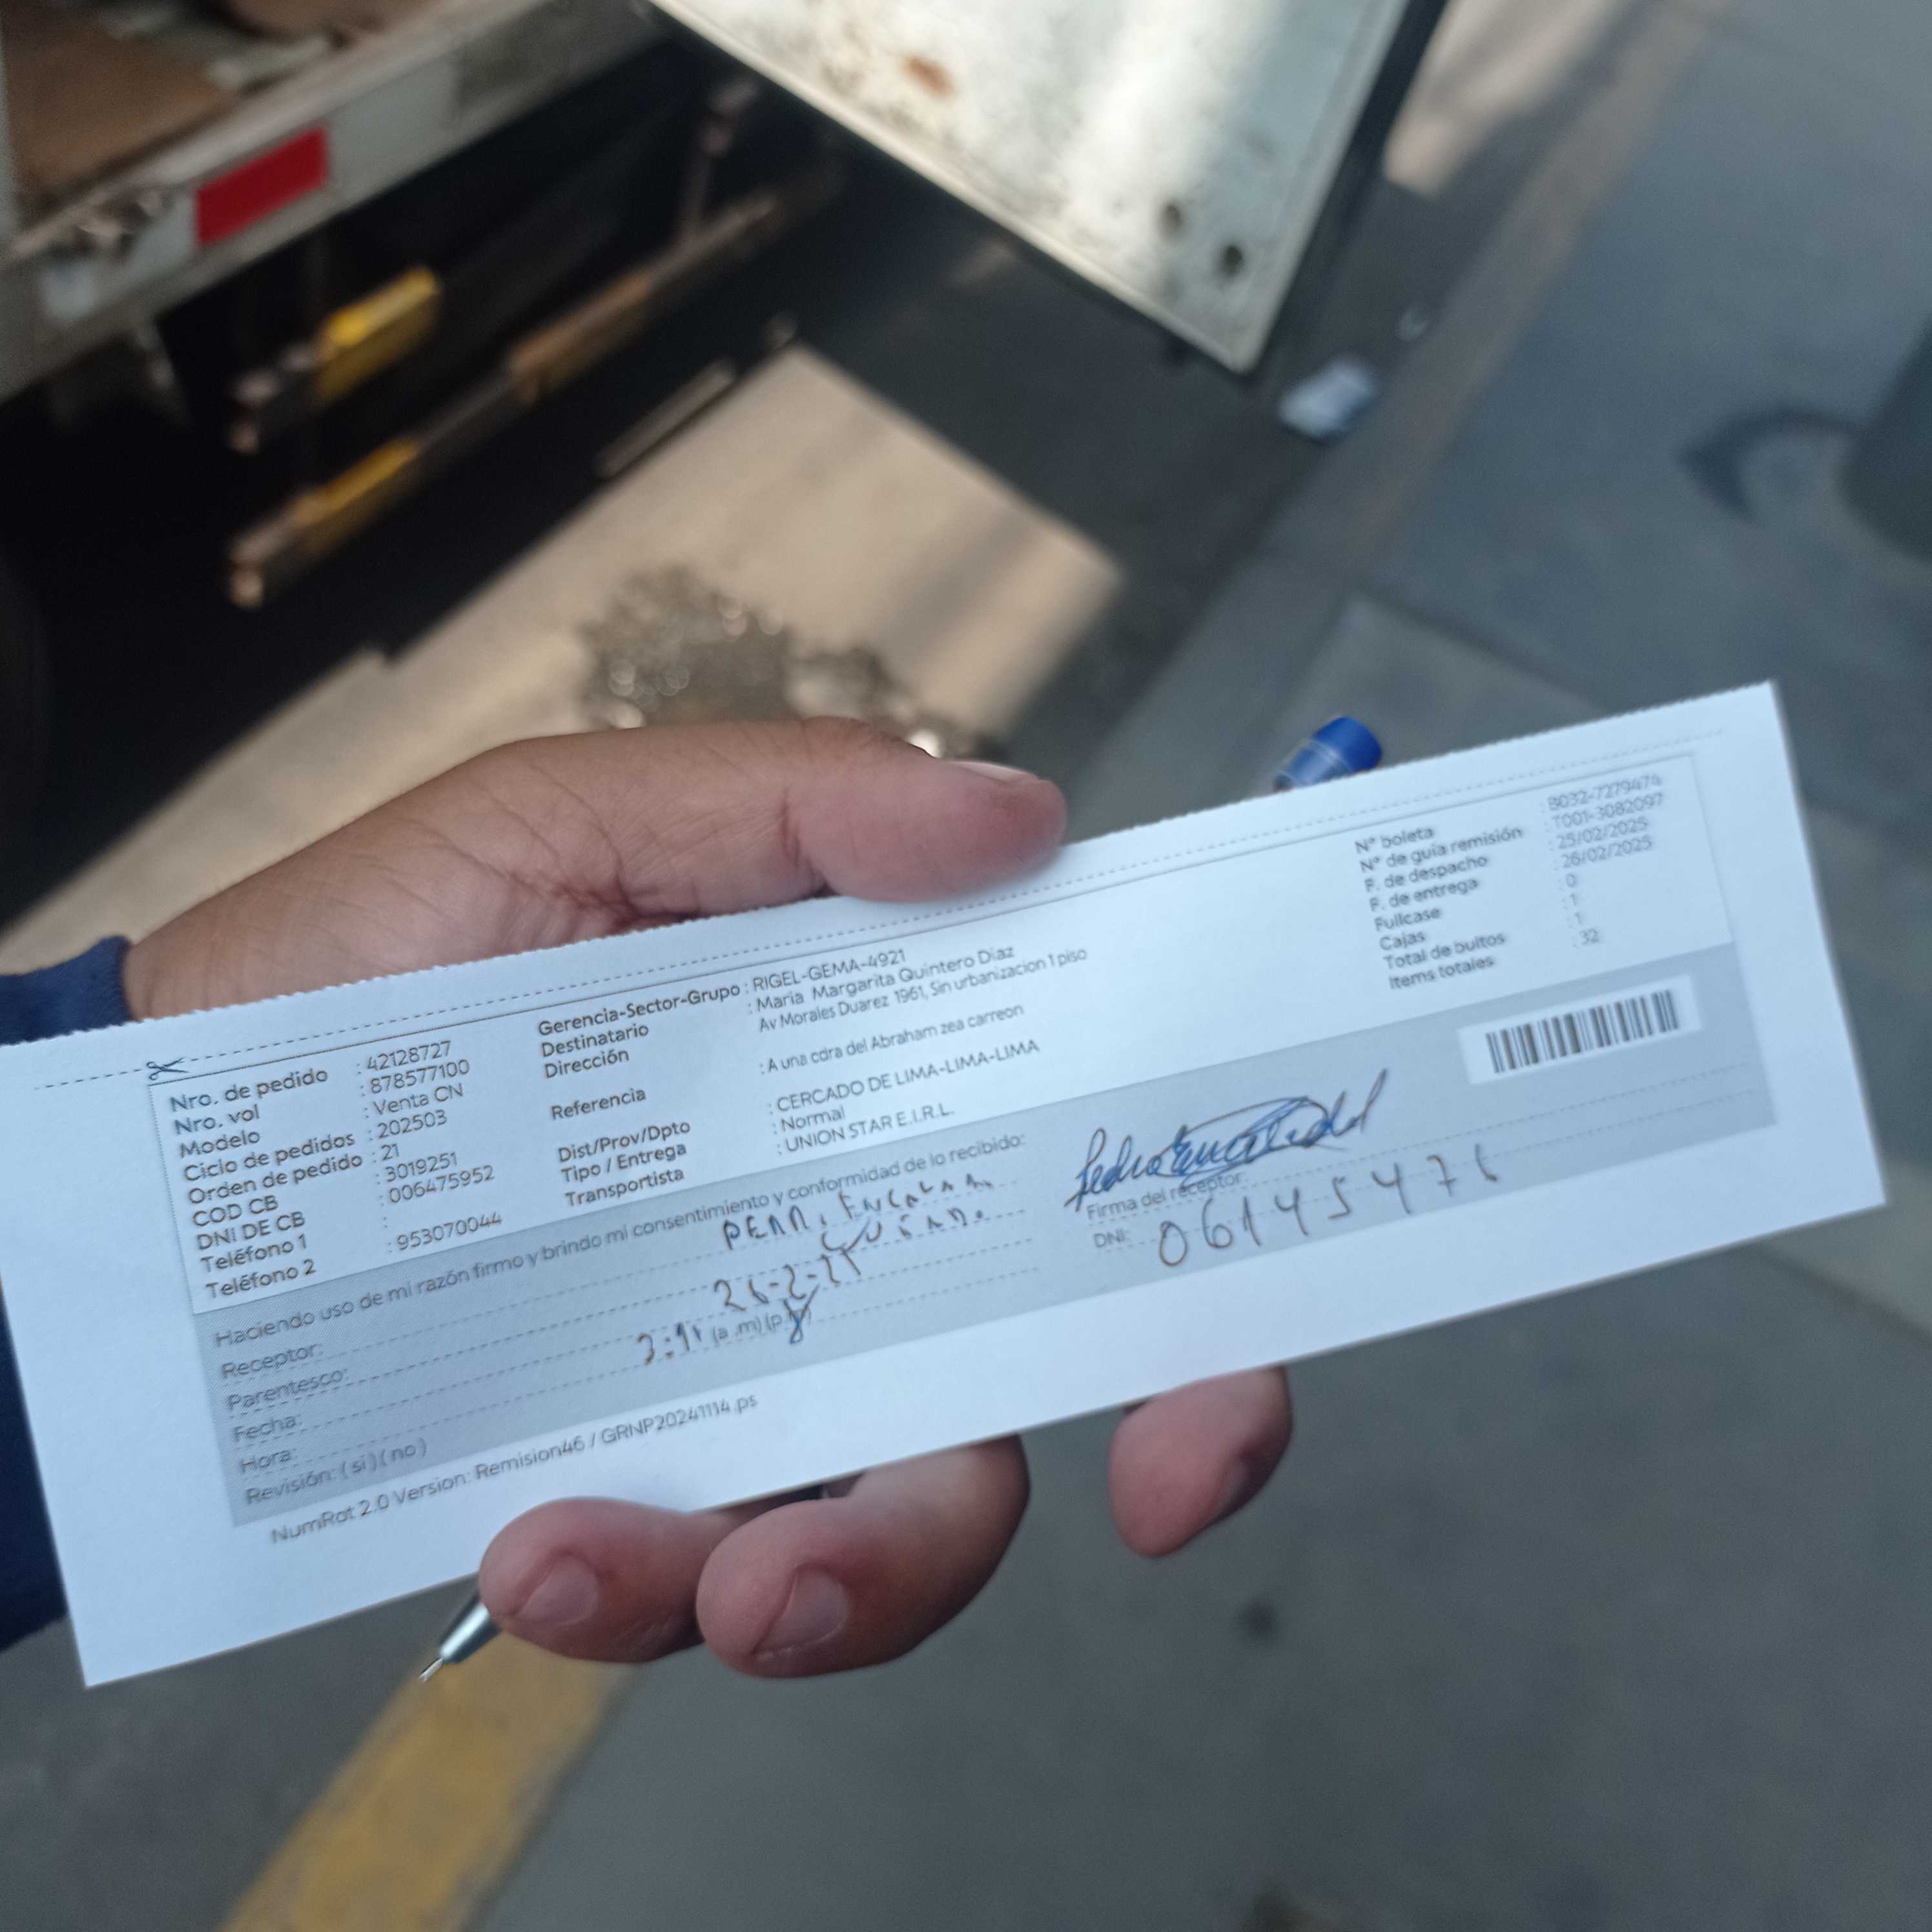 Nro. de pedido : 42128727
Nro. vol : 878577100
Modelo : Venta CN
Ciclo de pedidos : 202503
Orden de pedido : 21
COD CB : 3019251
DNI DE CB : 006475952
Teléfono 1 :
Teléfono 2 : 953070044
Gerencia-Sector-Grupo : RIGEL-GEMA-4921
Destinatario : Maria Margarita Quintero Diaz
Dirección Av Morales Duarez 1961, Sin urbanizacion 1 piso
Referencia : A una cdra del Abraham zea carreon
Dist/Prov/Dpto : CERCADO DE LIMA-LIMA-LIMA
Tipo / Entrega : Normal
Transportista : UNION STAR E.I.R.L.
N° boleta : B032-7279474
N° de guía remisión : T001-3082097
F. de despacho : 25/02/2025
F. de entrega : 26/02/2025
Fullcase : 0
Cajas : 1
Total de bultos : 1
Items totales : 32
Haciendo uso de mi razón firmo y brindo mi consentimiento y conformidad de lo recibido:
Receptor:
Parentesco:
Fecha: 26-2-25
Hora: (a .m) (p.
Revisión: ( si ) ( no )
Firma del receptor:
DNI: 06145476
NumRot 2.0 Version: Remision46 / GRNP20241114.ps